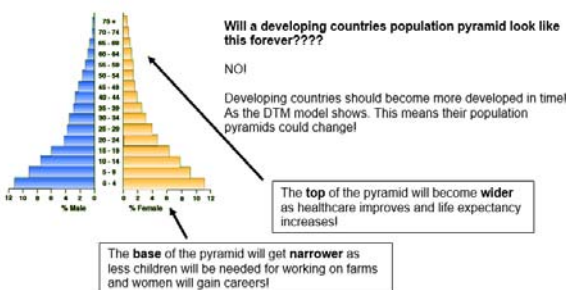 Will a developing countries population pyramid look like
this forever????
NO!
Developing countries should become more developed in time!
As the DTM model shows. This means their population
pyramids could change!
75 +
70 - 74
65 - 69
60 - 64
55 - 59
50 - 54
45 - 49
40 - 44
35 - 39
30 - 34
25 - 29
20 - 24
15 - 19
10 - 14
5 - 9
0 - 4
12 10 8 6 4 2 0
0 2 4 6 8 10 12
% Male
% Female
The top of the pyramid will become wider
as healthcare improves and life expectancy
increases!
The base of the pyramid will get narrower as
less children will be needed for working on farms
and women will gain careers!